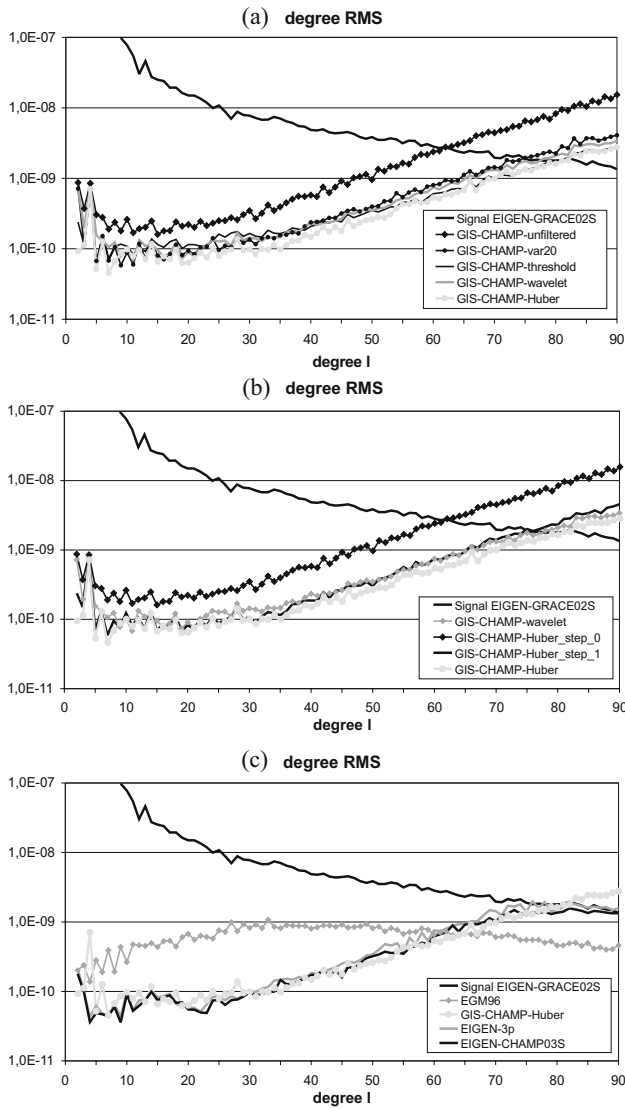 (a) degree RMS
1,0E-07
1,0E-08
1,0E-09
1,0E-10
1,0E-11
0 10 20 30 40 50 60 70 80 90
degree l
Signal EIGEN-GRACE02S
GIS-CHAMP-unfiltered
GIS-CHAMP-var20
GIS-CHAMP-threshold
GIS-CHAMP-wavelet
GIS-CHAMP-Huber
(b) degree RMS
1,0E-07
1,0E-08
1,0E-09
1,0E-10
1,0E-11
0 10 20 30 40 50 60 70 80 90
degree l
Signal EIGEN-GRACE02S
GIS-CHAMP-wavelet
GIS-CHAMP-Huber_step_0
GIS-CHAMP-Huber_step_1
GIS-CHAMP-Huber
(c) degree RMS
1,0E-07
1,0E-08
1,0E-09
1,0E-10
1,0E-11
0 10 20 30 40 50 60 70 80 90
degree l
Signal EIGEN-GRACE02S
EGM96
GIS-CHAMP-Huber
EIGEN-3p
EIGEN-CHAMP03S